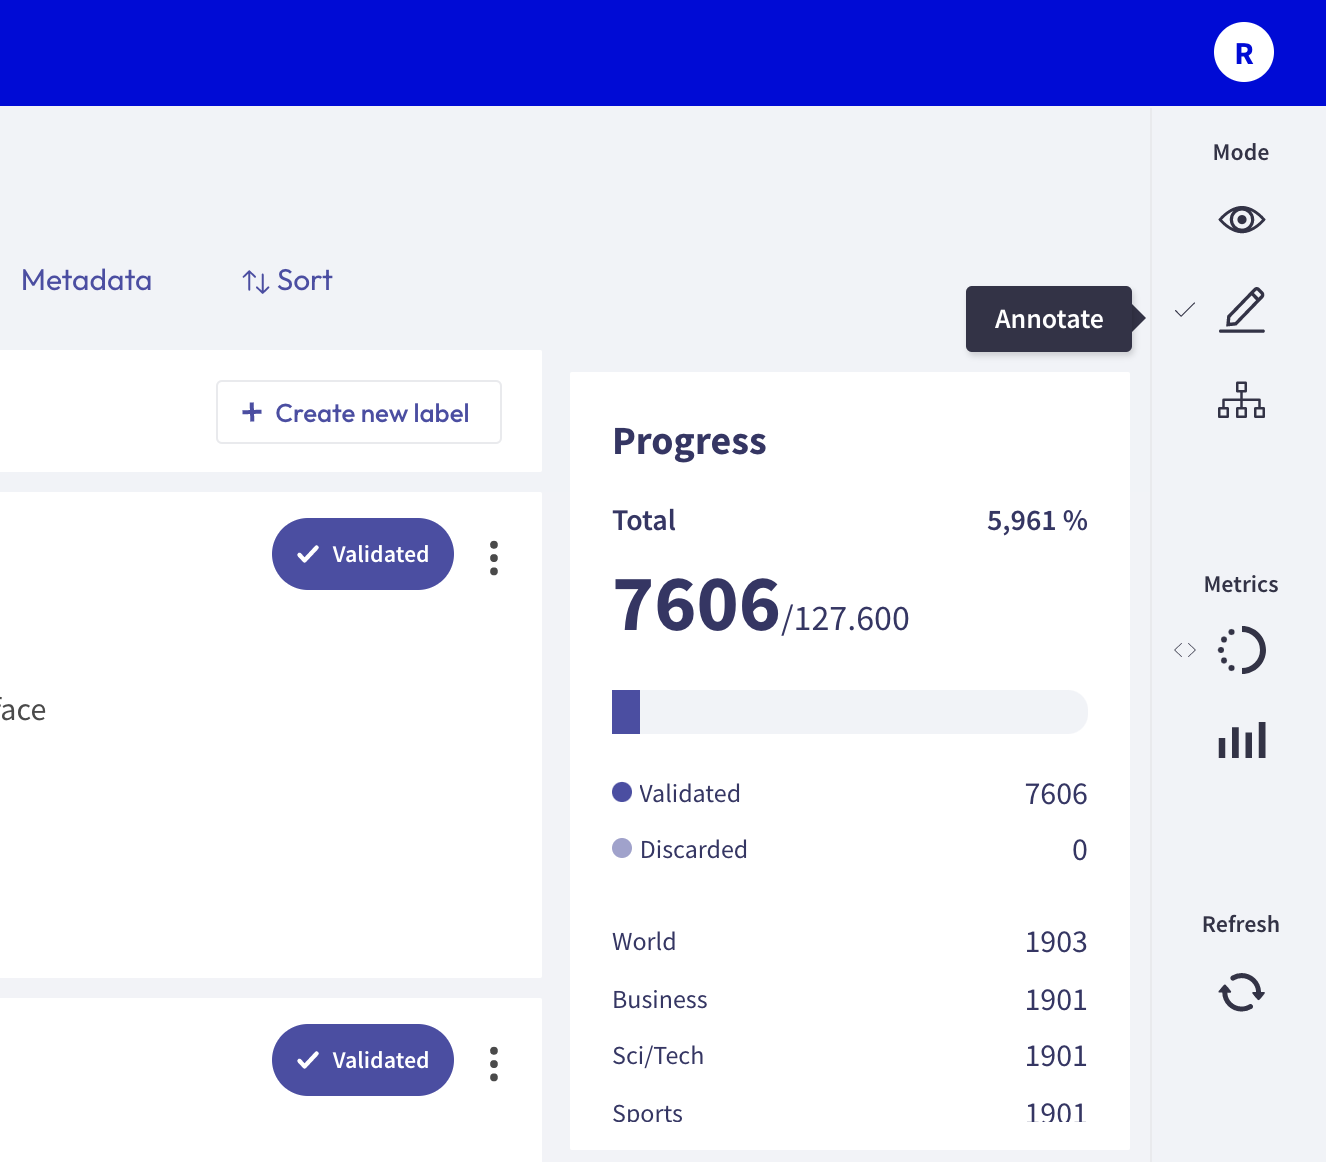 R
Mode
Metadata
Sort
Annotate
+ Create new label
Progress
Total 5,961 %
Validated
7606/127.600
Metrics
face
Validated 7606
Discarded 0
Refresh
World 1903
Business 1901
Sci/Tech 1901
Validated
Sports 1901